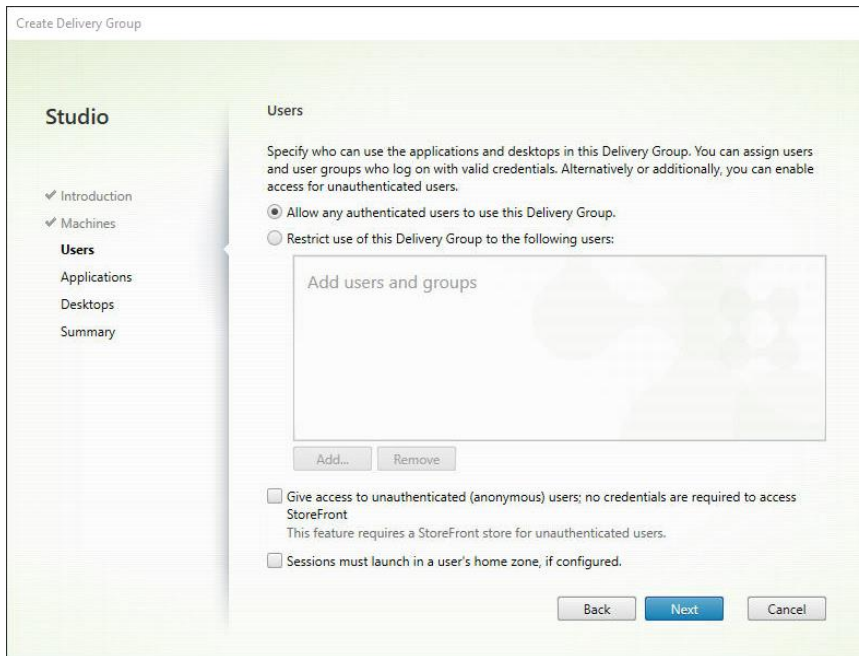 Create Delivery Group
Studio
Introduction
Machines
Users
Applications
Desktops
Summary
Users
Specify who can use the applications and desktops in this Delivery Group. You can assign users
and user groups who log on with valid credentials. Alternatively or additionally, you can enable
access for unauthenticated users.
Allow any authenticated users to use this Delivery Group.
Restrict use of this Delivery Group to the following users:
Add users and groups
Add... Remove
Give access to unauthenticated (anonymous) users; no credentials are required to access
StoreFront
This feature requires a StoreFront store for unauthenticated users.
Sessions must launch in a user's home zone, if configured.
Back Next Cancel